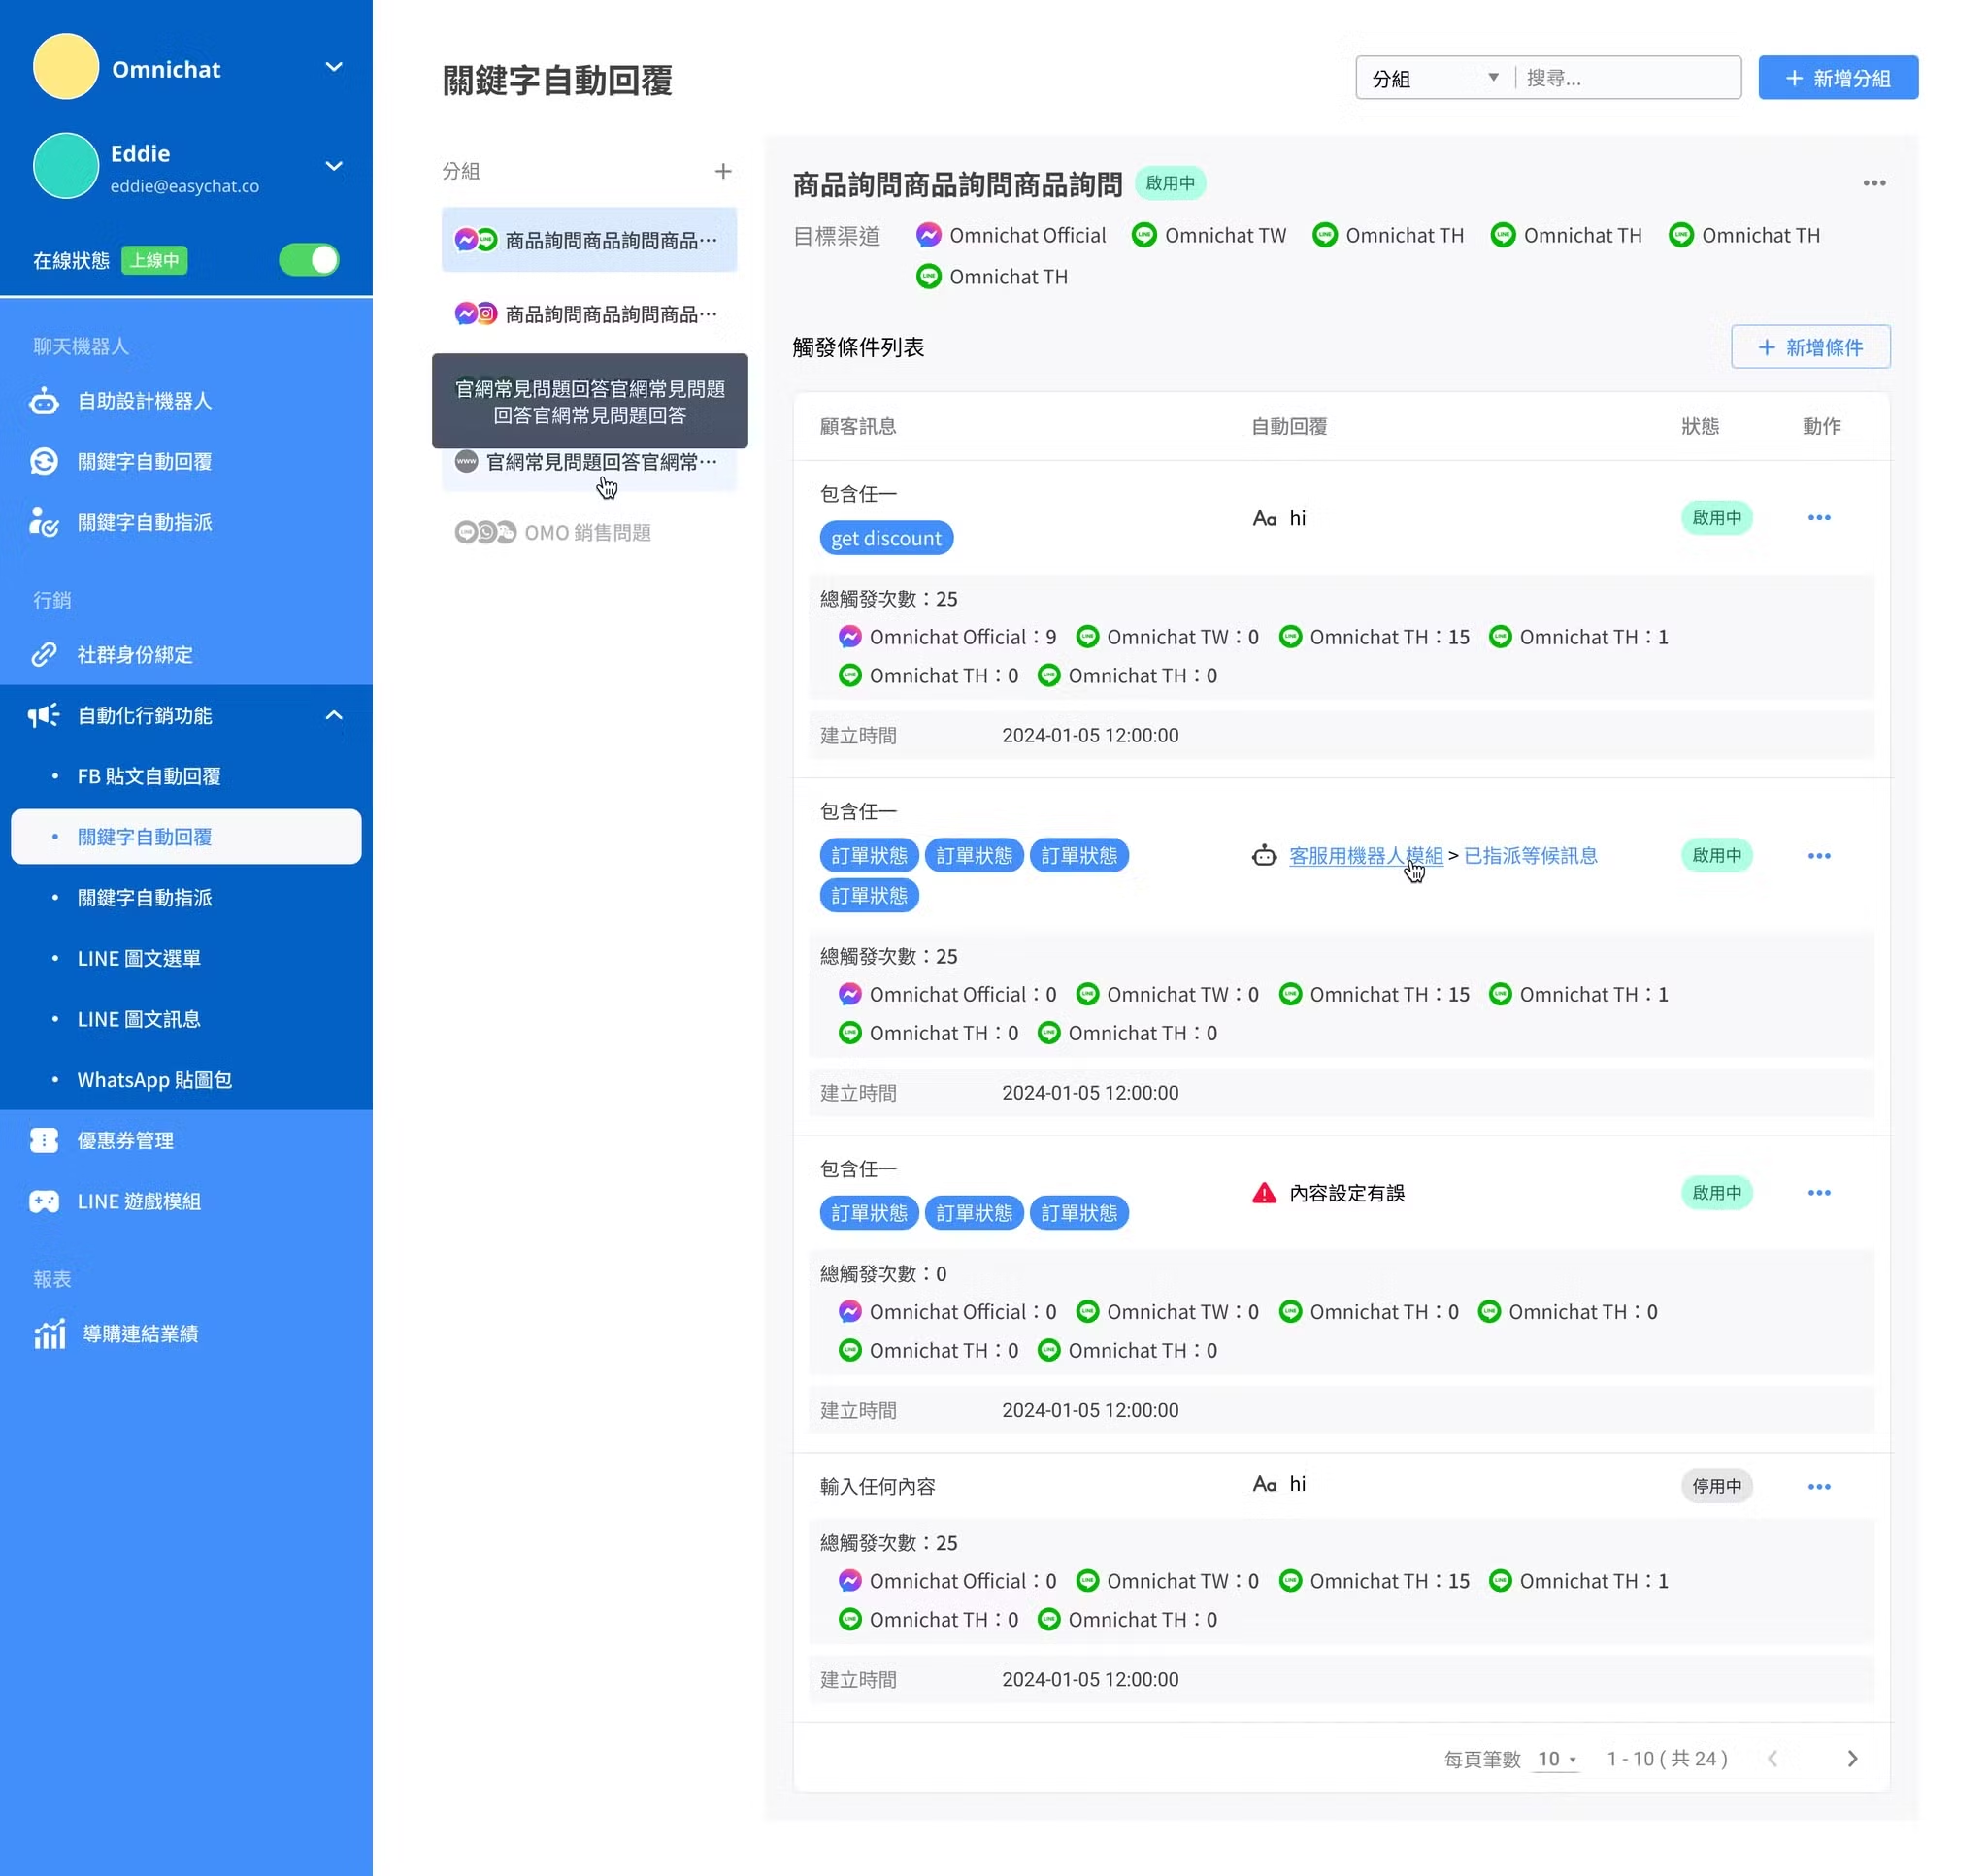 Omnichat
Eddie
eddie@easychat.co
在線狀態 上線中
聊天機器人
自助設計機器人
關鍵字自動回覆
關鍵字自動指派
行銷
社群身份綁定
自動化行銷功能
• FB 貼文自動回覆
• 關鍵字自動回覆
• 關鍵字自動指派
• LINE 圖文選單
• LINE 圖文訊息
• WhatsApp 貼圖包
優惠券管理
LINE 遊戲模組
報表
導購連結業績
關鍵字自動回覆
分組 搜尋...
+ 新增分組
分組 +
商品詢問商品詢問商品…
商品詢問商品詢問商品…
官網常見問題回答官網常見問題
回答官網常見問題回答
www 官網常見問題回答官網常…
OMO 銷售問題
商品詢問商品詢問商品詢問 啟用中
目標渠道 Omnichat Official Omnichat TW Omnichat TH Omnichat TH Omnichat TH
Omnichat TH
觸發條件列表 + 新增條件
顧客訊息 自動回覆 狀態 動作
包含任一
get discount
Aa hi
啟用中
總觸發次數：25
Omnichat Official：9 Omnichat TW：0 Omnichat TH：15 Omnichat TH：1
Omnichat TH：0 Omnichat TH：0
建立時間 2024-01-05 12:00:00
包含任一
訂單狀態 訂單狀態 訂單狀態
訂單狀態
客服用機器人模組 > 已指派等候訊息
啟用中
總觸發次數：25
Omnichat Official：0 Omnichat TW：0 Omnichat TH：15 Omnichat TH：1
Omnichat TH：0 Omnichat TH：0
建立時間 2024-01-05 12:00:00
包含任一
訂單狀態 訂單狀態 訂單狀態
內容設定有誤
啟用中
總觸發次數：0
Omnichat Official：0 Omnichat TW：0 Omnichat TH：0 Omnichat TH：0
Omnichat TH：0 Omnichat TH：0
建立時間 2024-01-05 12:00:00
輸入任何內容 Aa hi 停用中
總觸發次數：25
Omnichat Official：0 Omnichat TW：0 Omnichat TH：15 Omnichat TH：1
Omnichat TH：0 Omnichat TH：0
建立時間 2024-01-05 12:00:00
每頁筆數 10 1 - 10 ( 共 24 )